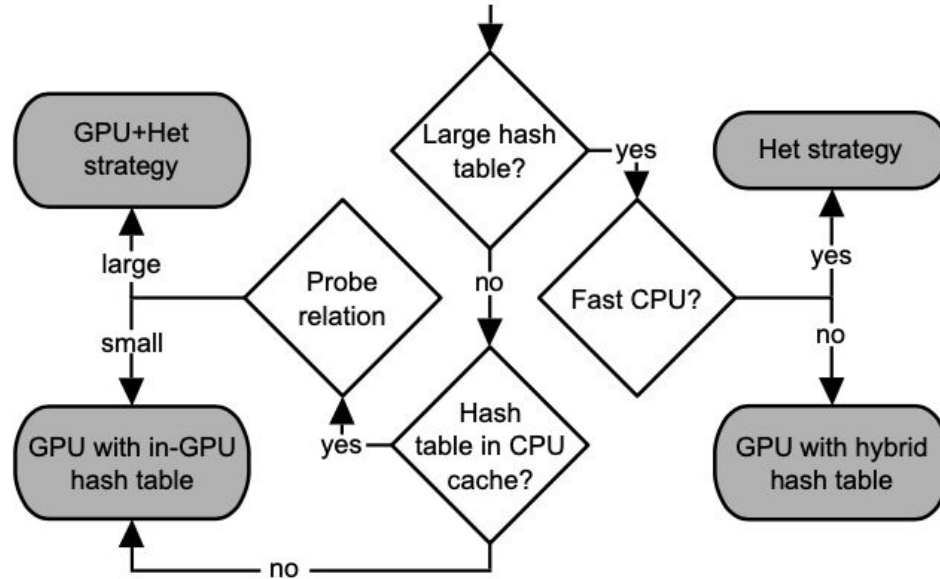 GPU+Het
strategy
Large hash
table?
yes
Het strategy
large
Probe
relation
no
Fast CPU?
yes
small
no
GPU with in-GPU
hash table
yes
Hash
table in CPU
cache?
GPU with hybrid
hash table
no